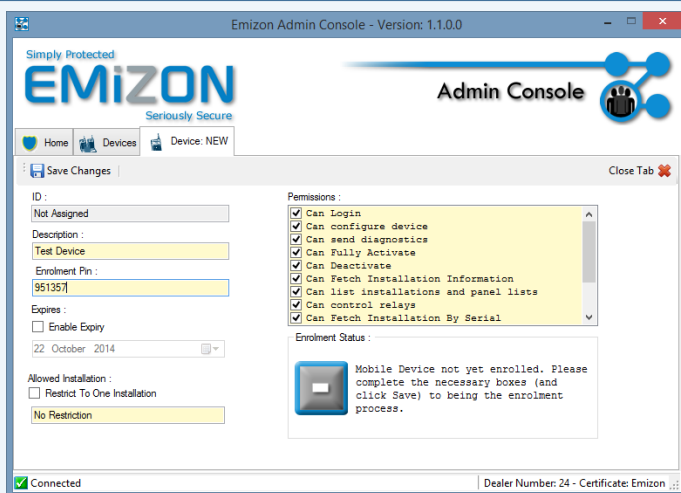 Emizon Admin Console - Version: 1.1.0.0
Simply Protected
EMiZON
Seriously Secure
Admin Console
Home
Devices
Device: NEW
Save Changes
Close Tab
ID :
Not Assigned
Description :
Test Device
Enrolment Pin :
951357
Expires :
Enable Expiry
22 October 2014
Allowed Installation :
Restrict To One Installation
No Restriction
Permissions :
Can Login
Can configure device
Can send diagnostics
Can Fully Activate
Can Deactivate
Can Fetch Installation Information
Can list installations and panel lists
Can control relays
Can Fetch Installation By Serial
Enrolment Status :
Mobile Device not yet enrolled. Please
complete the necessary boxes (and
click Save) to being the enrolment
process.
Connected
Dealer Number: 24 - Certificate: Emizon